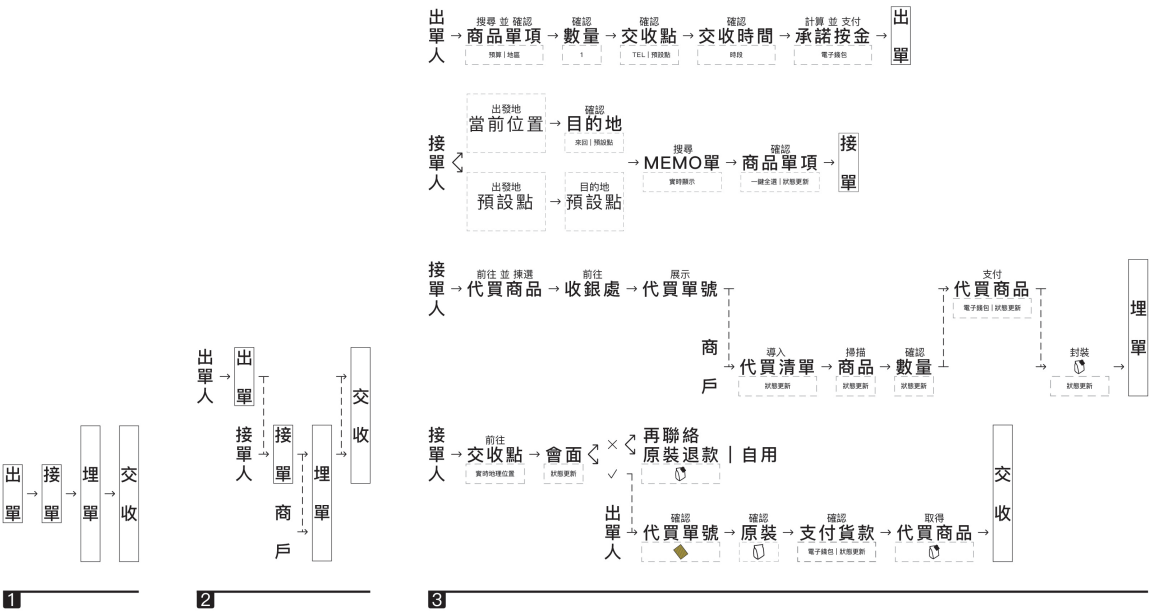 出單 → 接單 → 埋單 → 交收
1
出單人 → 出單
接單人 接單
商戶 埋單
交收
2
搜尋 並 確認 確認 確認 確認 計算 並 支付
出單人 → 商品單項 → 數量 → 交收點 → 交收時間 → 承諾按金 → 出單
預算 | 地區 1 TEL | 預設點 時段 電子錢包
出發地 確認
當前位置 → 目的地
來回 | 預設點
搜尋 確認
接單人 → MEMO單 → 商品單項 → 接單
實時顯示 一鍵全選 | 狀態更新
出發地 目的地
預設點 → 預設點
前往 並 揀選 前往 展示 支付
接單人 → 代買商品 → 收銀處 → 代買單號 → 代買商品
電子錢包 | 狀態更新
埋單
導入 掃描 確認 封裝
商戶 → 代買清單 → 商品 → 數量
狀態更新 狀態更新 狀態更新 狀態更新
前往 再聯絡
接單人 → 交收點 → 會面 × 原裝退款 | 自用
實時地理位置 狀態更新 ✓
確認 確認 確認 取得
出單人 → 代買單號 → 原裝 → 支付貨款 → 代買商品 → 交收
電子錢包 | 狀態更新
3